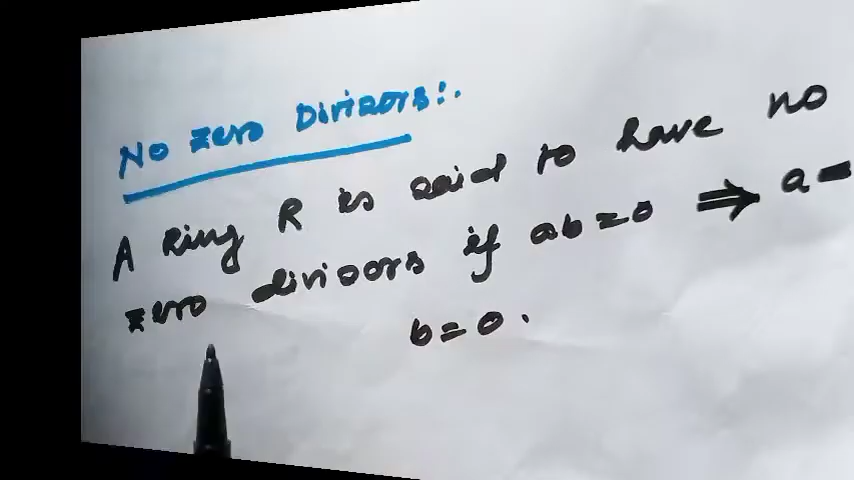 No zero Divisors:.
A Ring R is said to have no
zero divisors if ab=0 ⇒ a=
b=0.